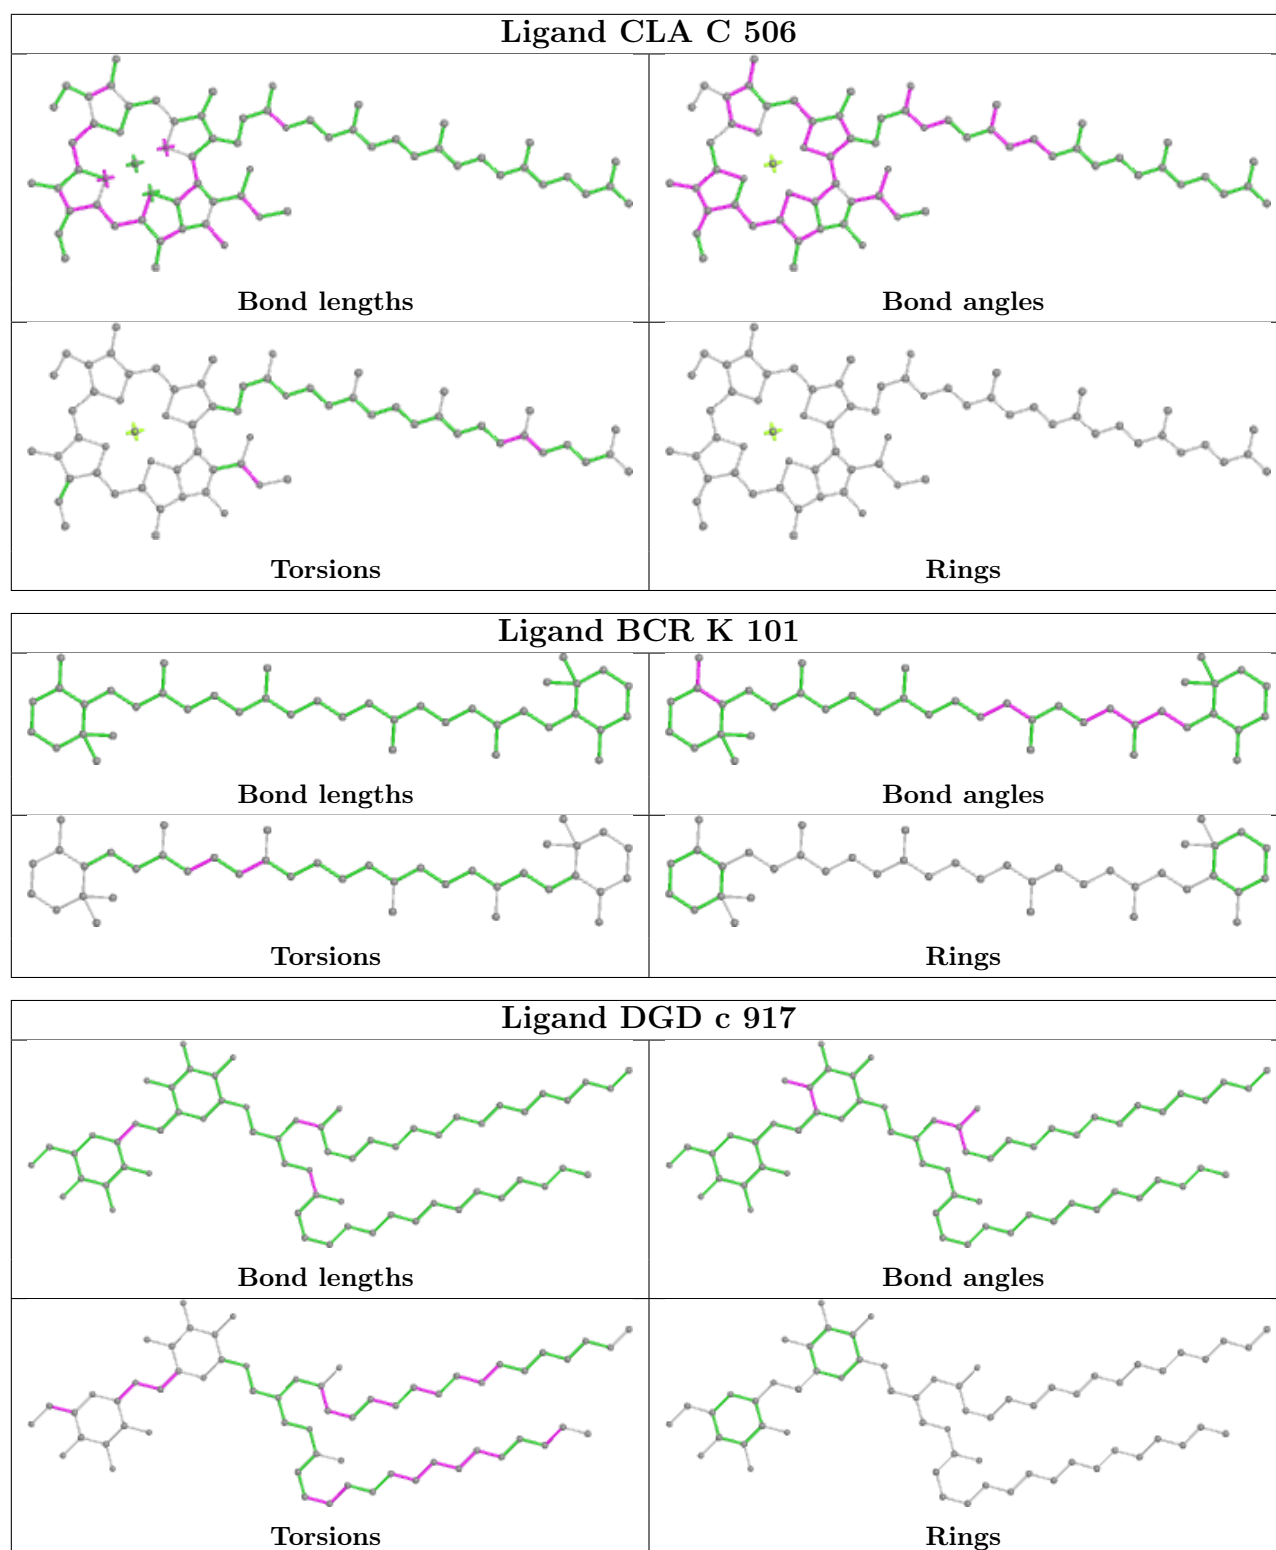 Ligand CLA C 506
Bond lengths
Bond angles
Torsions
Rings
Ligand BCR K 101
Bond lengths
Bond angles
Torsions
Rings
Ligand DGD c 917
Bond lengths
Bond angles
Torsions
Rings